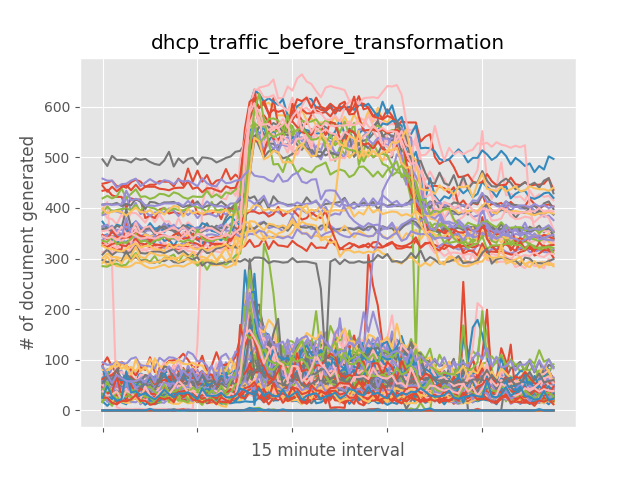 dhcp_traffic_before_transformation
600
500
400
300
200
100
0
# of document generated
15 minute interval